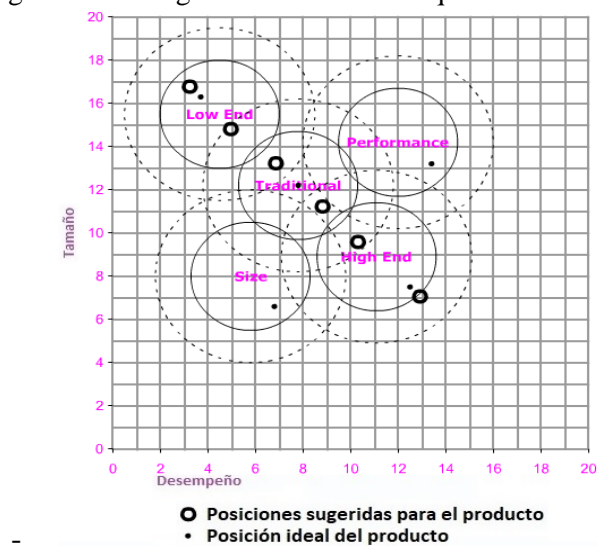 20
18
16
14
12
10
8
6
4
2
0
Tamaño
Low End
Performance
Traditional
High End
Size
0 2 4 6 8 10 12 14 16 18 20
Desempeño
Posiciones sugeridas para el producto
Posición ideal del producto